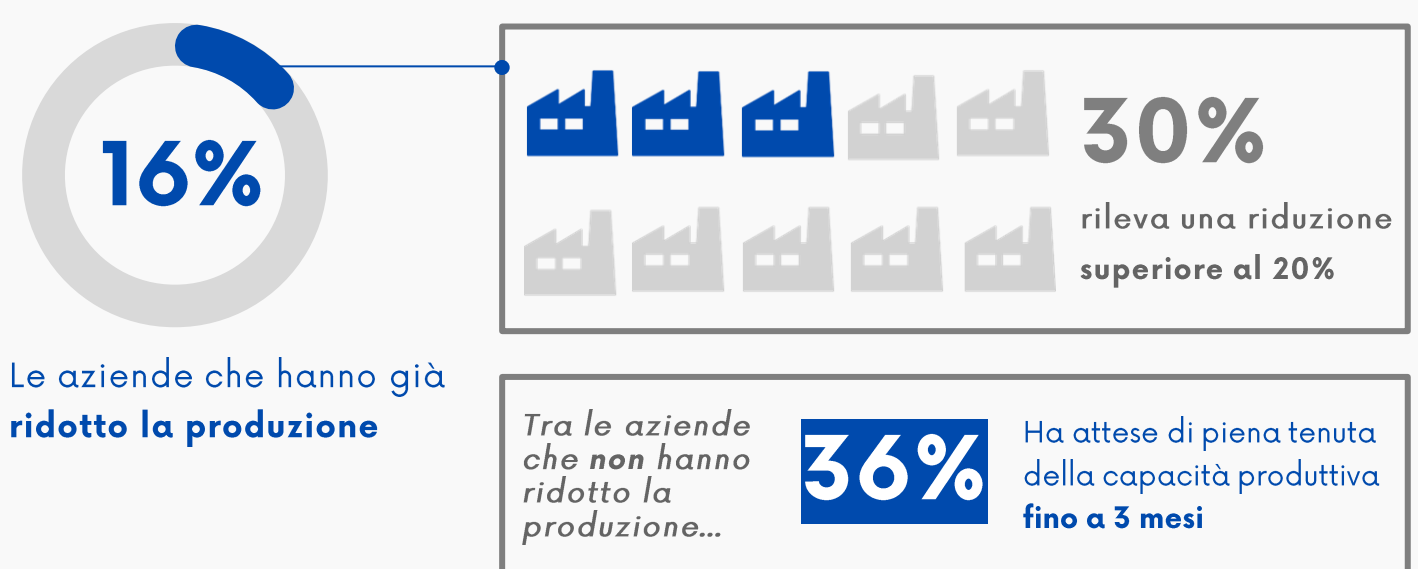 16%
Le aziende che hanno già
ridotto la produzione
30%
rileva una riduzione
superiore al 20%
Tra le aziende
che non hanno
ridotto la
produzione...
36%
Ha attese di piena tenuta
della capacità produttiva
fino a 3 mesi